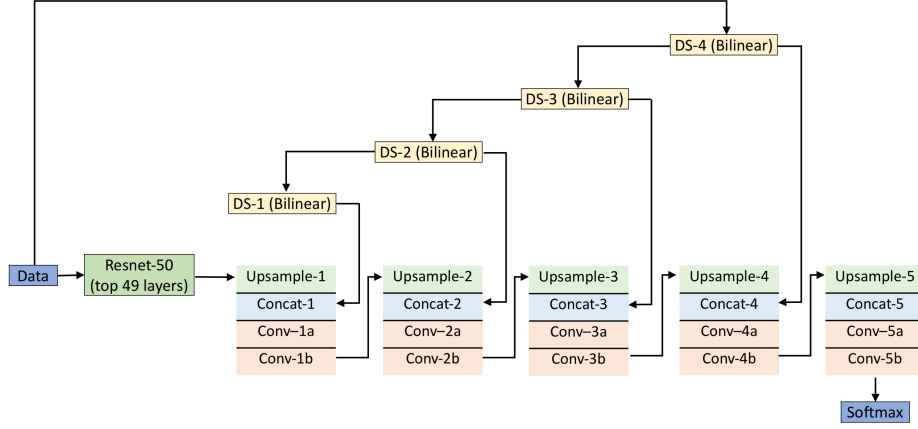 DS-4 (Bilinear)
DS-3 (Bilinear)
DS-2 (Bilinear)
DS-1 (Bilinear)
Data
Resnet-50
(top 49 layers)
Upsample-1
Concat-1
Conv–1a
Conv-1b
Upsample-2
Concat-2
Conv–2a
Conv-2b
Upsample-3
Concat-3
Conv–3a
Conv-3b
Upsample-4
Concat-4
Conv–4a
Conv-4b
Upsample-5
Concat-5
Conv–5a
Conv-5b
Softmax